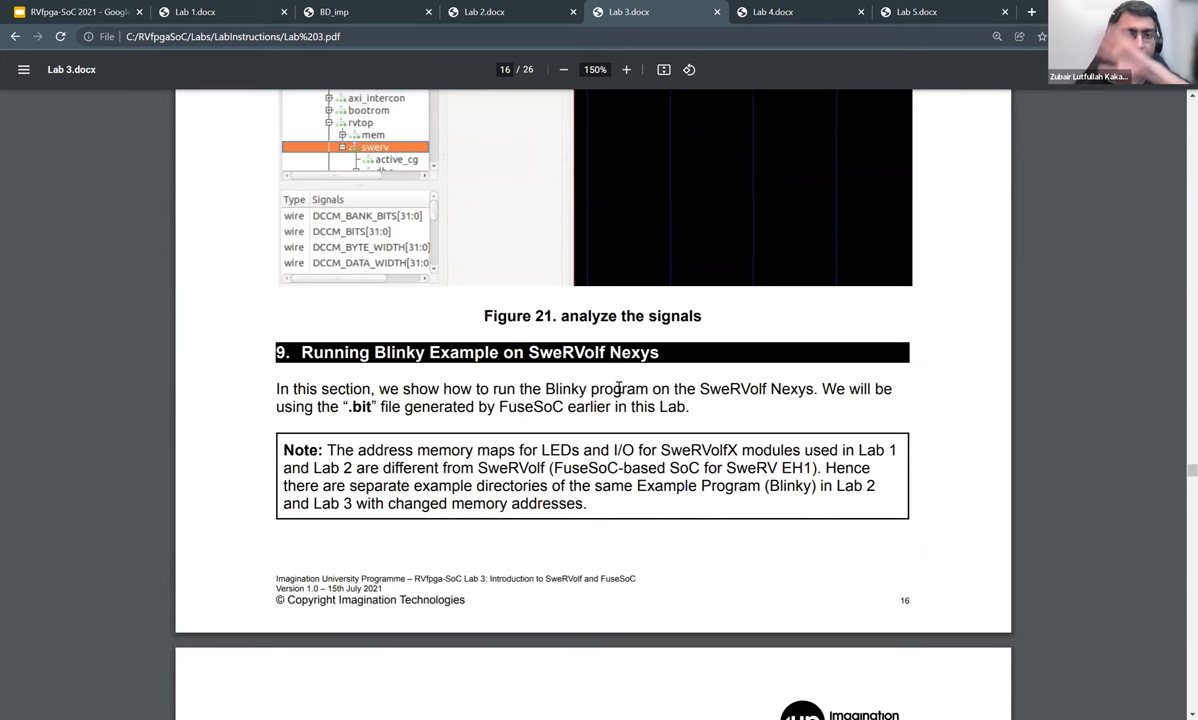 RVfpga-SoC 2021 - Googl
Lab 1.docx
BD_imp
Lab 2.docx
Lab 3.docx
Lab 4.docx
Lab 5.docx
File
C:/RVfpgaSoC/Labs/LabInstructions/Lab%203.pdf
Zubair Lutfullah Kaka...
Lab 3.docx
16 / 26
150%
axi_intercon
bootrom
rvtop
mem
swerv
active_cg
Type Signals
wire DCCM_BANK_BITS[31:0]
wire DCCM_BITS[31:0]
wire DCCM_BYTE_WIDTH[31:0]
wire DCCM_DATA_WIDTH[31:0
Figure 21. analyze the signals
9. Running Blinky Example on SweRVolf Nexys
In this section, we show how to run the Blinky program on the SweRVolf Nexys. We will be
using the “.bit” file generated by FuseSoC earlier in this Lab.
Note: The address memory maps for LEDs and I/O for SweRVolfX modules used in Lab 1
and Lab 2 are different from SweRVolf (FuseSoC-based SoC for SweRV EH1). Hence
there are separate example directories of the same Example Program (Blinky) in Lab 2
and Lab 3 with changed memory addresses.
Imagination University Programme – RVfpga-SoC Lab 3: Introduction to SweRVolf and FuseSoC
Version 1.0 – 15th July 2021
© Copyright Imagination Technologies
16
Imagination